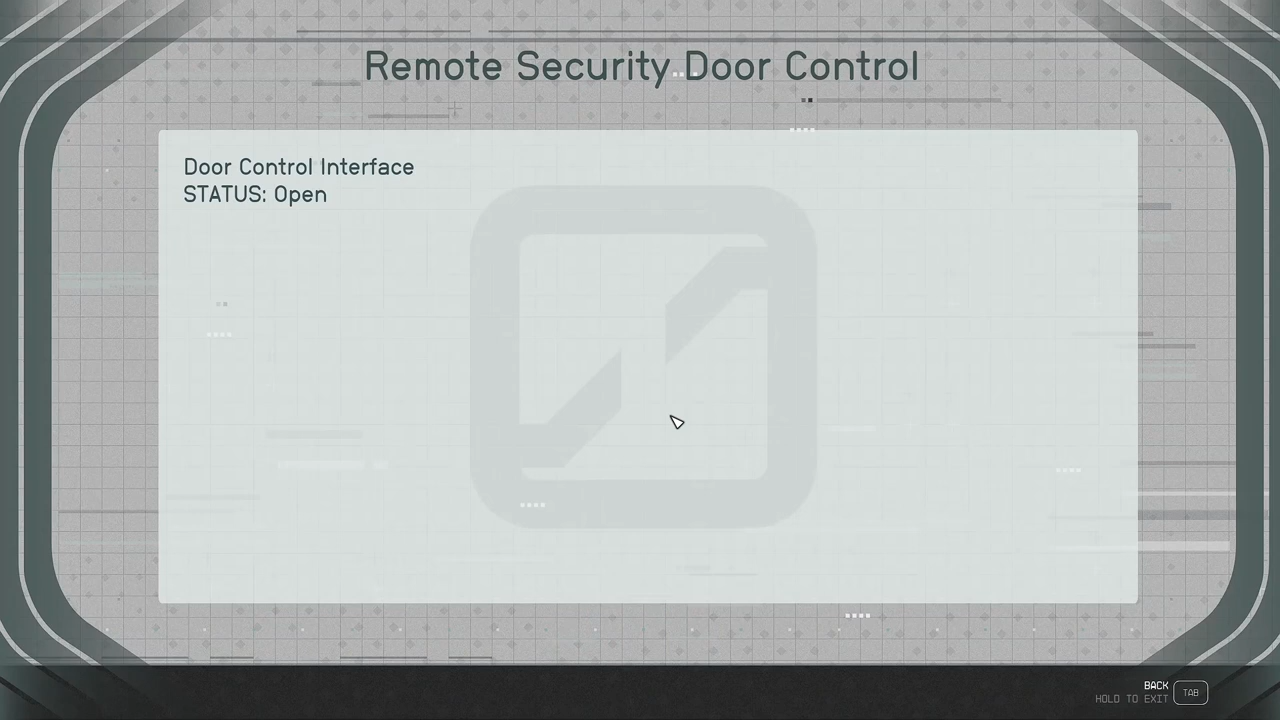 Remote Security Door Control
Door Control Interface
STATUS: Open
BACK
HOLD TO EXIT
TAB